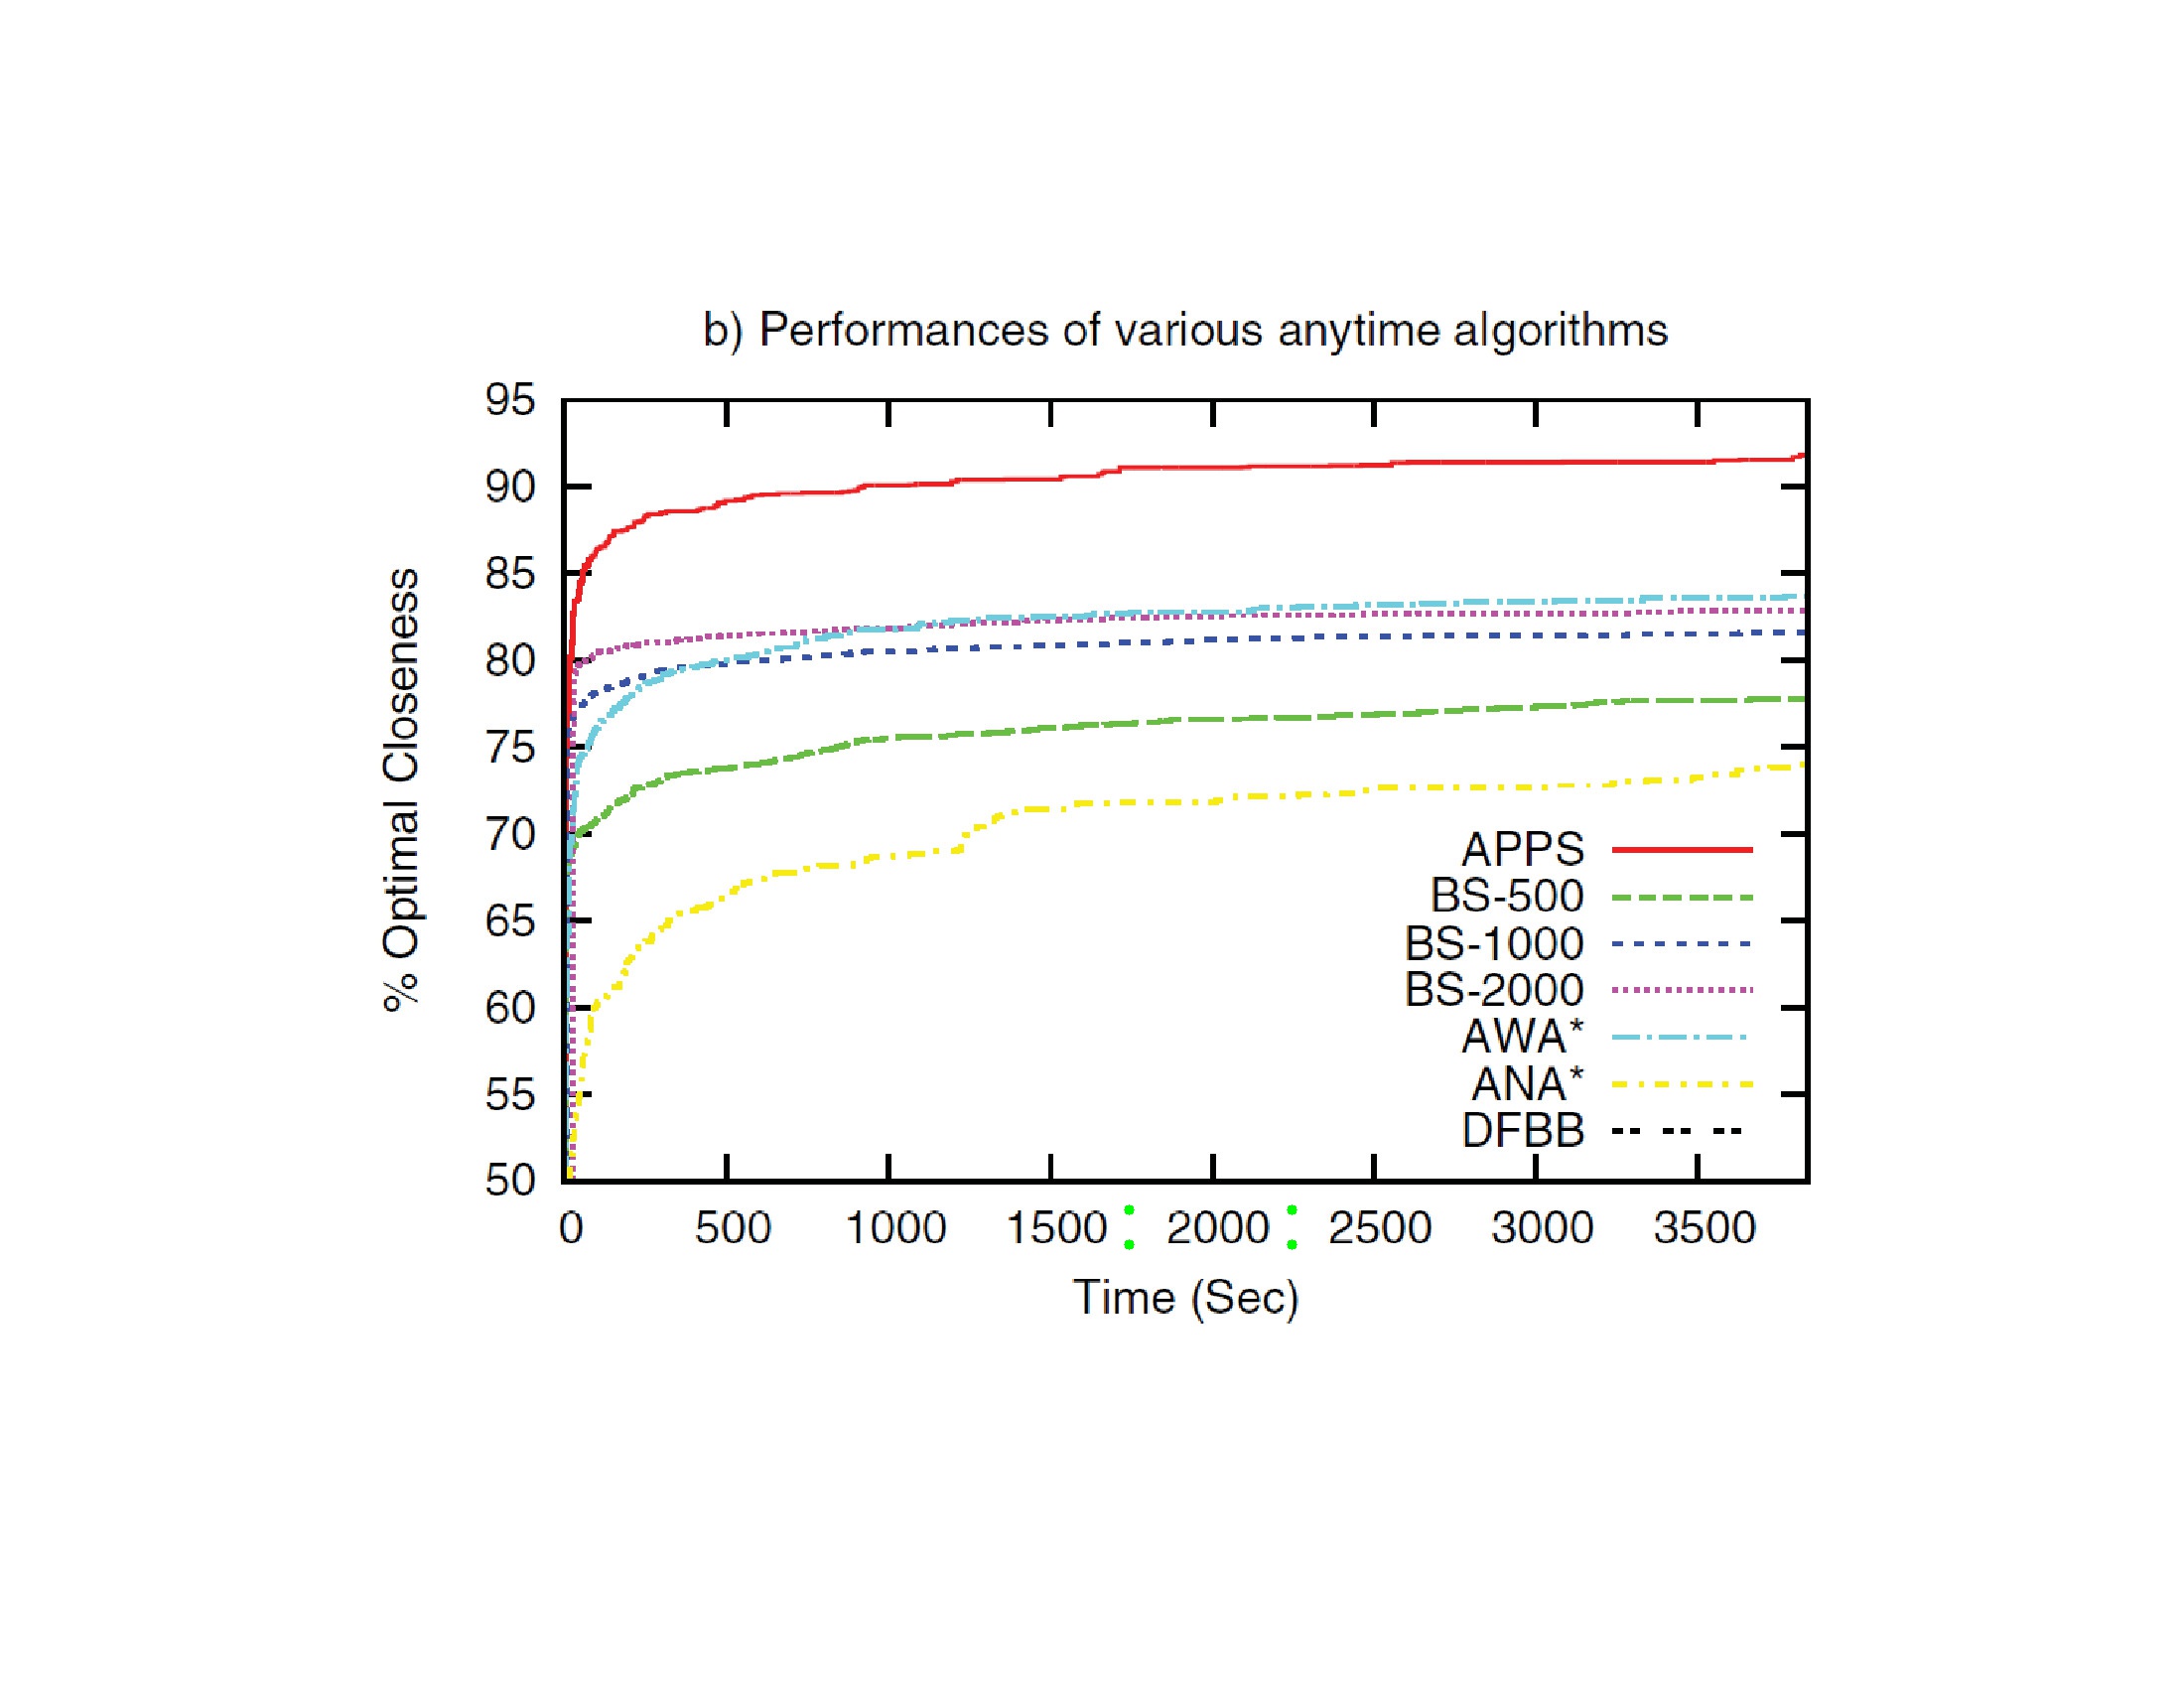 b) Performances of various anytime algorithms
95
90
85
80
75
70
65
60
55
50
% Optimal Closeness
APPS
BS-500
BS-1000
BS-2000
AWA*
ANA*
DFBB
0 500 1000 1500 2000 2500 3000 3500
Time (Sec)